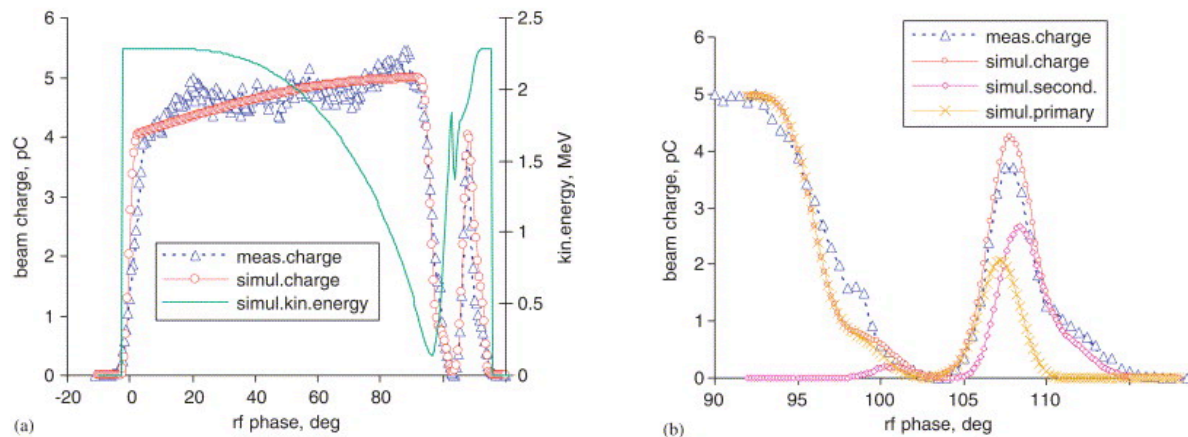 6
5
4
3
2
1
0
beam charge, pC
2.5
2
1.5
1
0.5
0
kin.energy, MeV
meas.charge
simul.charge
simul.kin.energy
-20 0 20 40 60 80
rf phase, deg
(a)
meas.charge
simul.charge
simul.second.
simul.primary
6
5
4
3
2
1
0
beam charge, pC
90 95 100 105 110
rf phase, deg
(b)